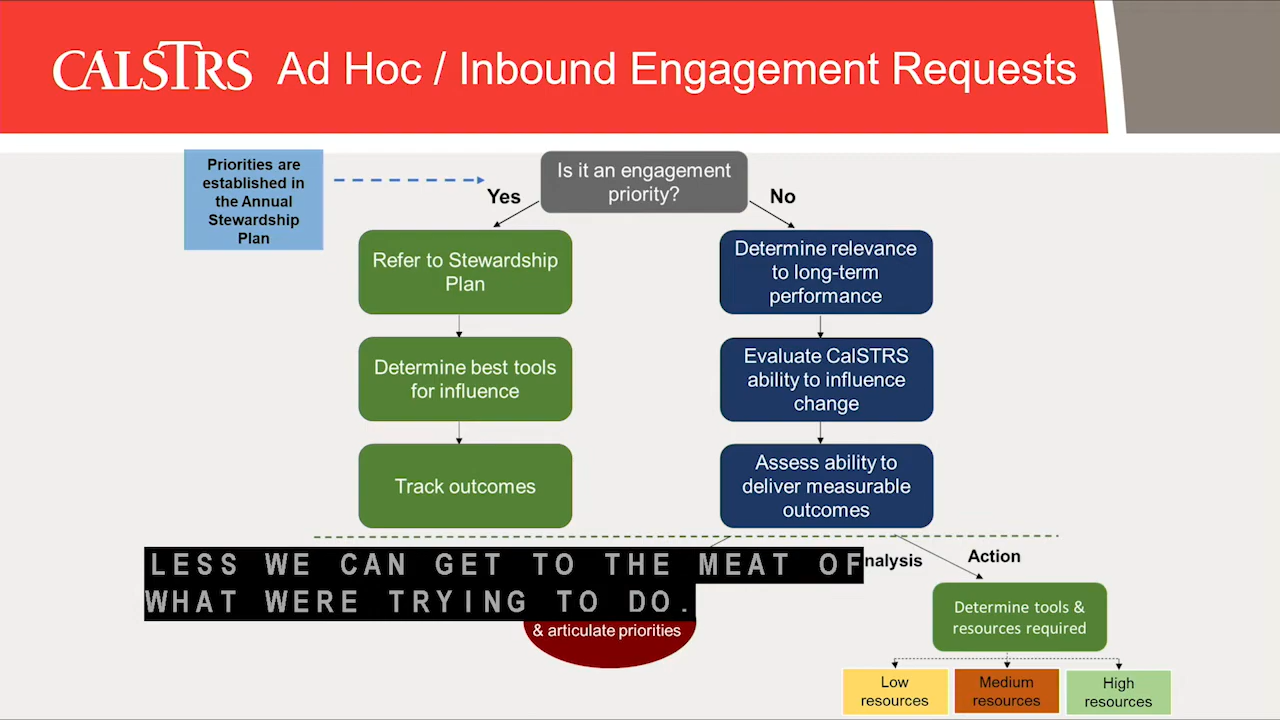 CALSTRS Ad Hoc / Inbound Engagement Requests
Priorities are
established in
the Annual
Stewardship
Plan
Is it an engagement
priority?
Yes
No
Refer to Stewardship
Plan
Determine relevance
to long-term
performance
Determine best tools
for influence
Evaluate CalSTRS
ability to influence
change
Track outcomes
Assess ability to
deliver measurable
outcomes
LESS WE CAN GET TO THE MEAT OF
WHAT WERE TRYING TO DO.
Action
& articulate priorities
Determine tools &
resources required
Low
resources
Medium
resources
High
resources